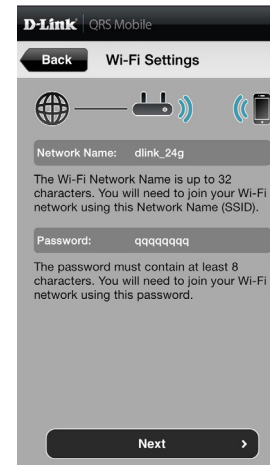 D-Link QRS Mobile
Back Wi-Fi Settings
Network Name: dlink_24g
The Wi-Fi Network Name is up to 32
characters. You will need to join your Wi-Fi
network using this Network Name (SSID).
Password: qqqqqqqq
The password must contain at least 8
characters. You will need to join your Wi-Fi
network using this password.
Next